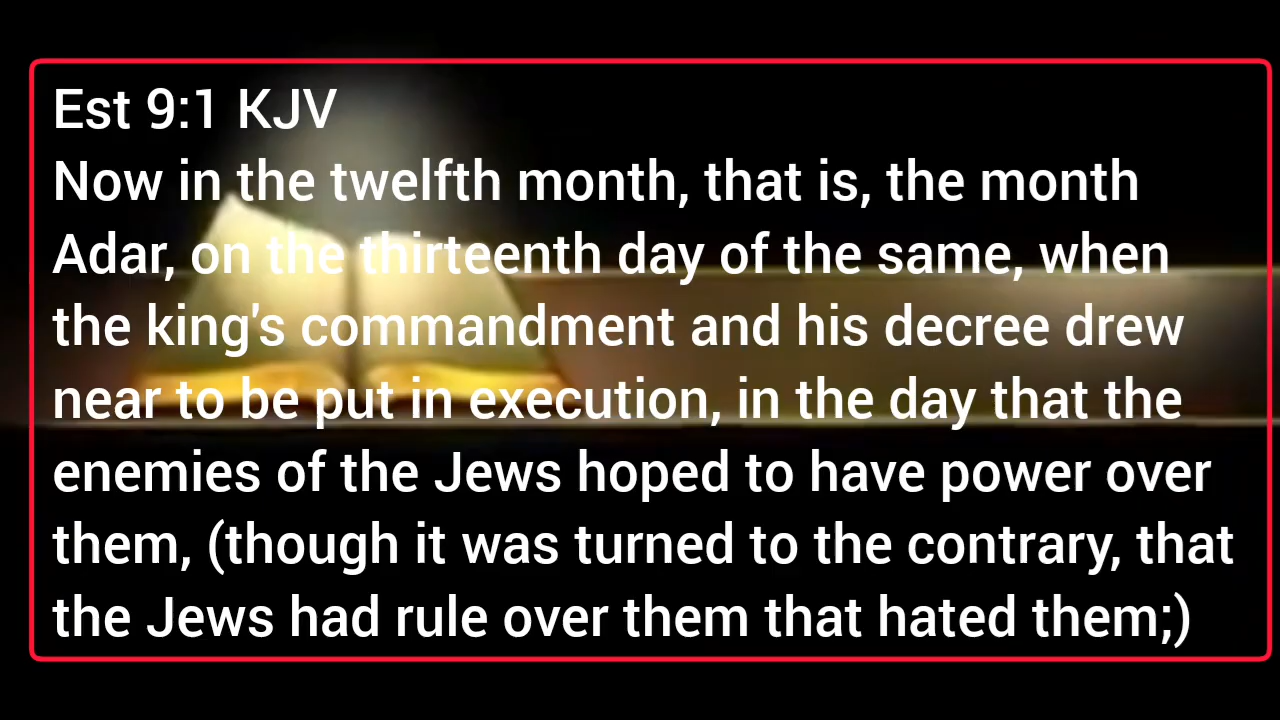 Est 9:1 KJV
Now in the twelfth month, that is, the month
Adar, on the thirteenth day of the same, when
the king's commandment and his decree drew
near to be put in execution, in the day that the
enemies of the Jews hoped to have power over
them, (though it was turned to the contrary, that
the Jews had rule over them that hated them;)